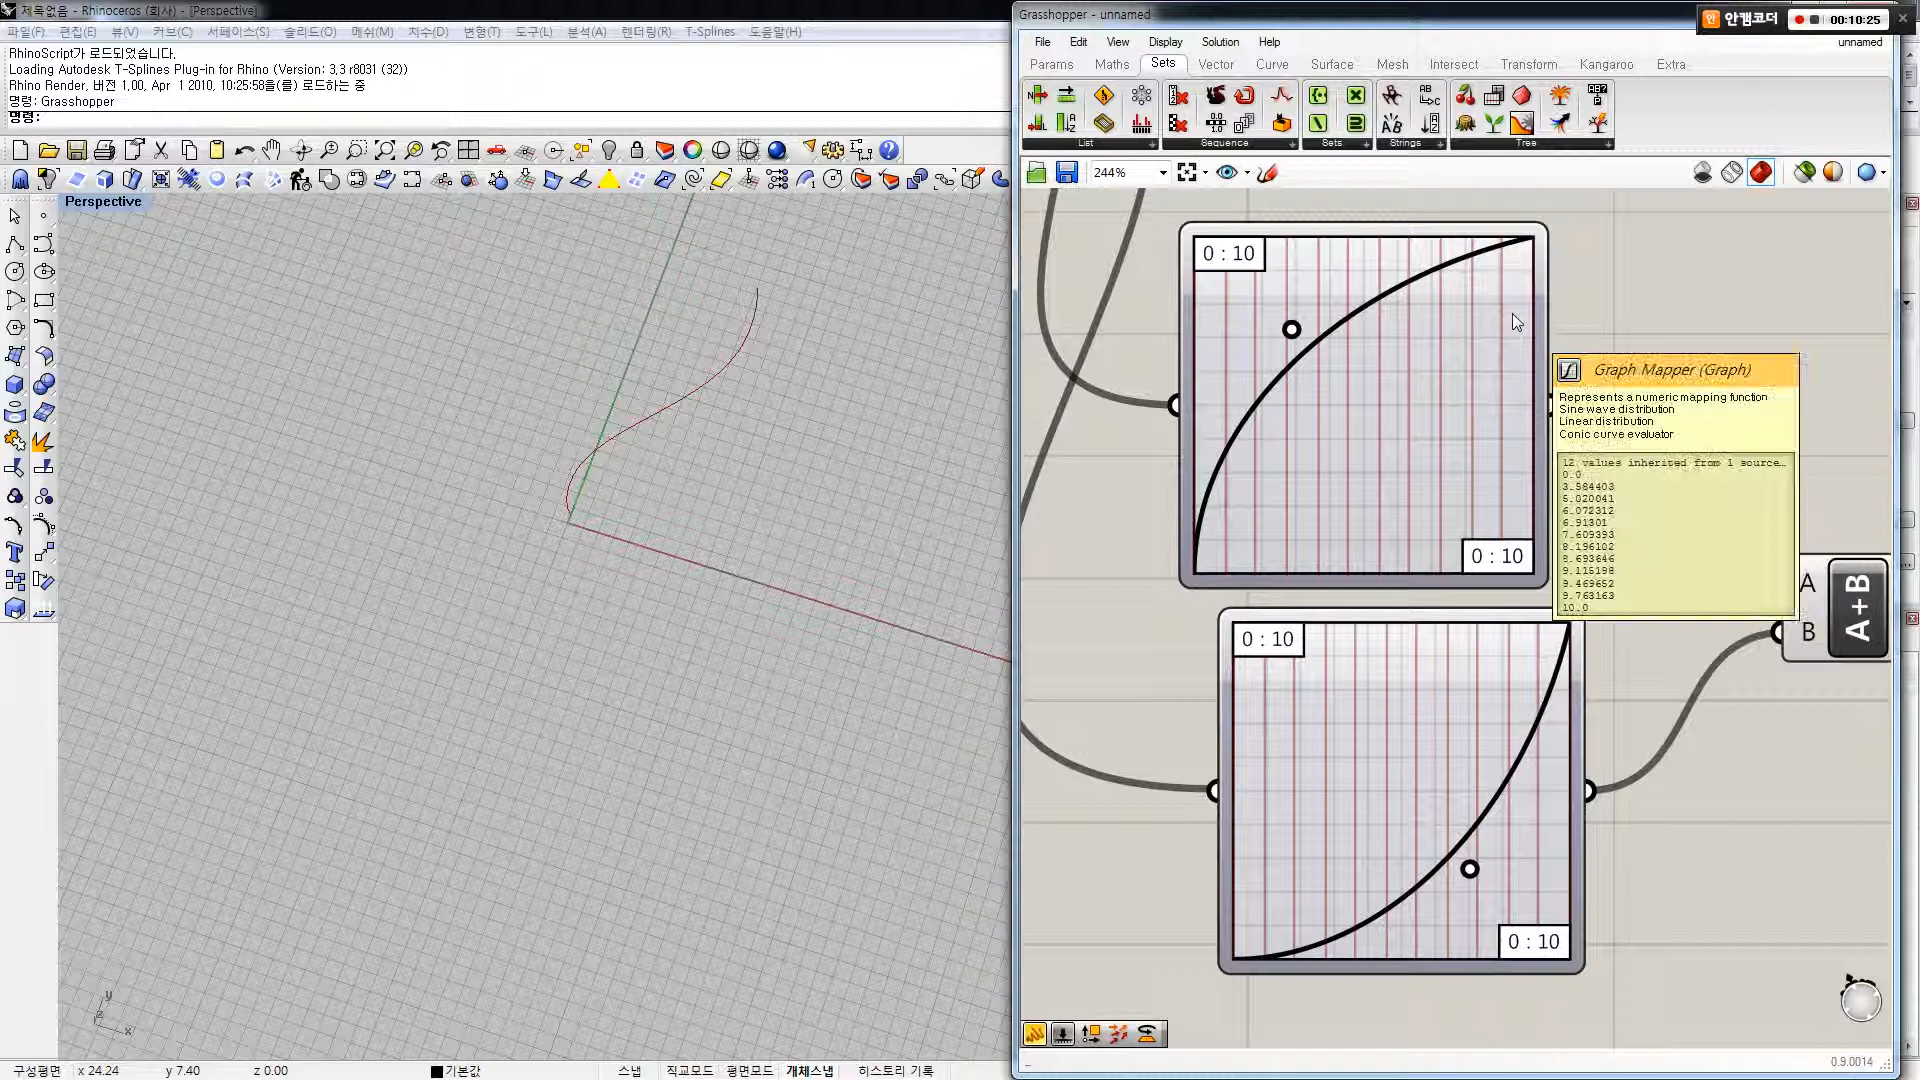 제목없음 - Rhinoceros (회사) - [Perspective]
파일(F) 편집(E) 뷰(V) 커브(C) 서페이스(S) 솔리드(O) 메쉬(M) 치수(D) 변형(T) 도구(L) 분석(A) 렌더링(R) T-Splines 도움말(H)
RhinoScript가 로드되었습니다.
Loading Autodesk T-Splines Plug-in for Rhino (Version: 3,3 r8031 (32))
Rhino Render, 버전 1.00, Apr 1 2010, 10:25:58을(를) 로드하는 중
명령: Grasshopper
명령:
Perspective
y
z
x
구성평면 x 24.24 y 7.40 z 0.00 기본값 스냅 직교모드 평면모드 개체스냅 히스토리 기록
Grasshopper - unnamed
안캠코더 00:10:25
File Edit View Display Solution Help unnamed
Params Maths Sets Vector Curve Surface Mesh Intersect Transform Kangaroo Extra
List Sequence Sets Strings Tree
244%
0 : 10
0 : 10
Graph Mapper (Graph)
Represents a numeric mapping function
Sine wave distribution
Linear distribution
Conic curve evaluator
12 values inherited from 1 source...
0.0
3.584403
5.020041
6.072312
6.91301
7.609393
8.196102
8.693646
9.115198
9.469652
9.763163
10.0
0 : 10
0 : 10
A
B
A+B
0.9.0014